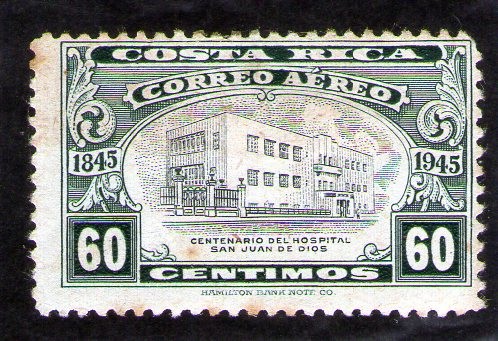 COSTA RICA
CORREO AÉREO
1845 1945
CENTENARIO DEL HOSPITAL
SAN JUAN DE DIOS
60 CENTIMOS 60
HAMILTON BANK NOTE CO.